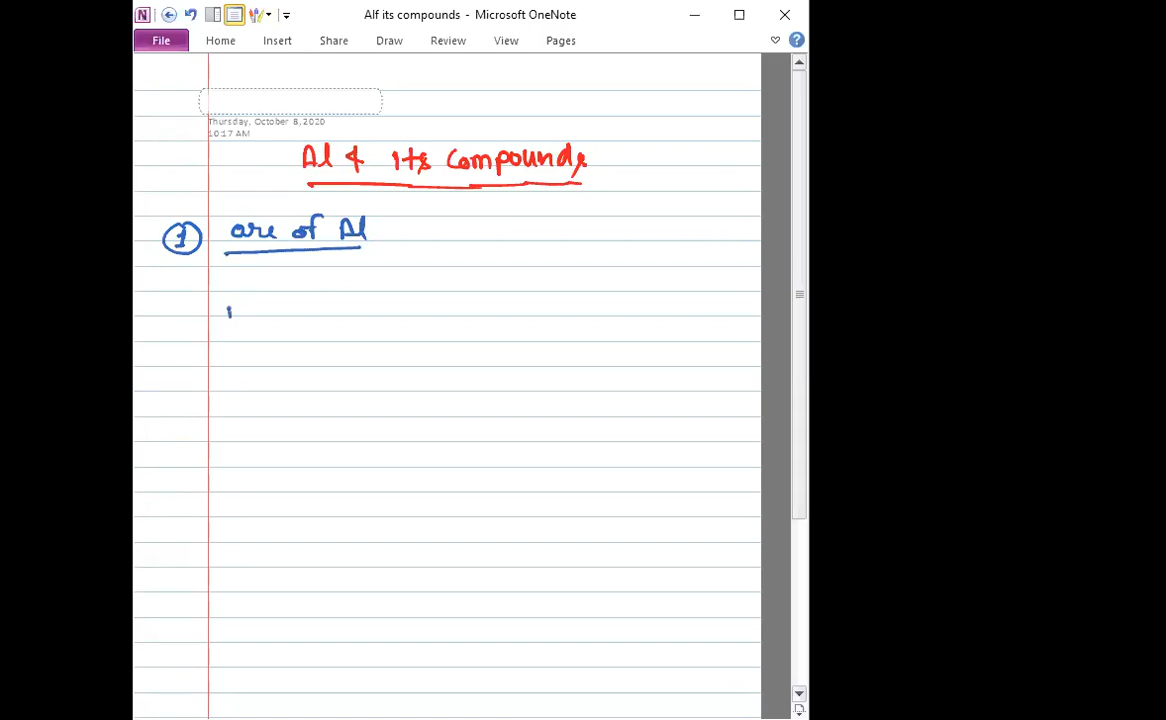 Alf its compounds - Microsoft OneNote
File Home Insert Share Draw Review View Pages
Thursday, October 8, 2020
10:17 AM
Al & its compounds
1 ore of Al